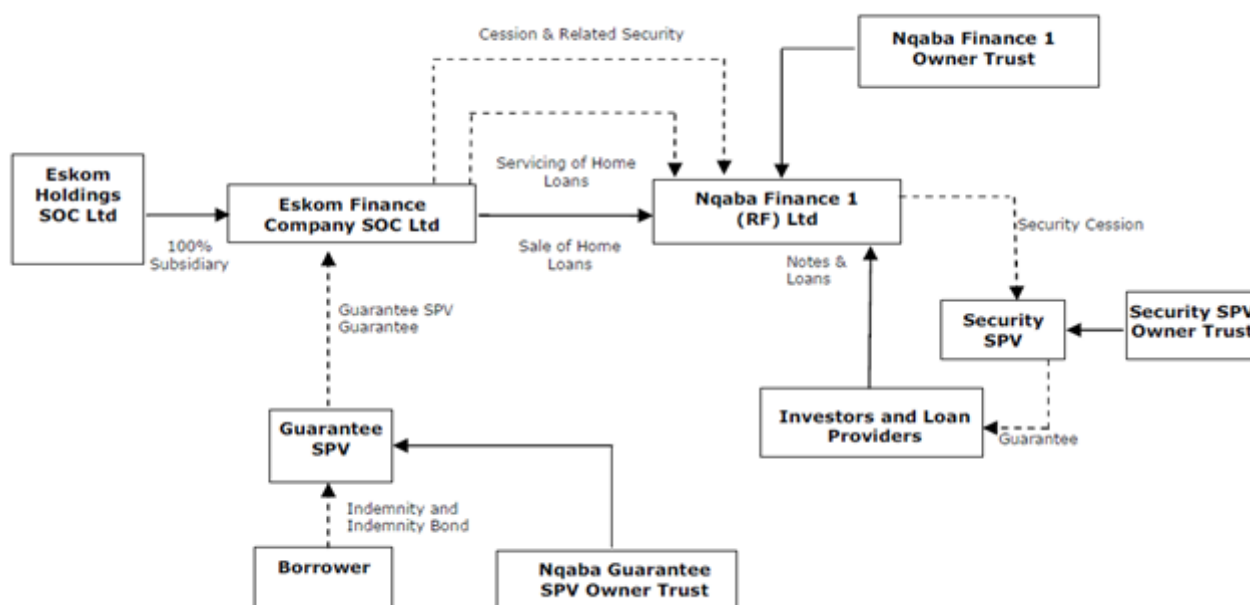 Cession & Related Security
Nqaba Finance 1
Owner Trust
Eskom
Holdings
SOC Ltd
Servicing of Home
Loans
Eskom Finance
Company SOC Ltd
Nqaba Finance 1
(RF) Ltd
100%
Subsidiary
Sale of Home
Loans
Notes &
Loans
Security Cession
Guarantee SPV
Guarantee
Security
SPV
Security SPV
Owner Trust
Guarantee
SPV
Investors and Loan
Providers
Guarantee
Indemnity and
Indemnity Bond
Borrower
Nqaba Guarantee
SPV Owner Trust